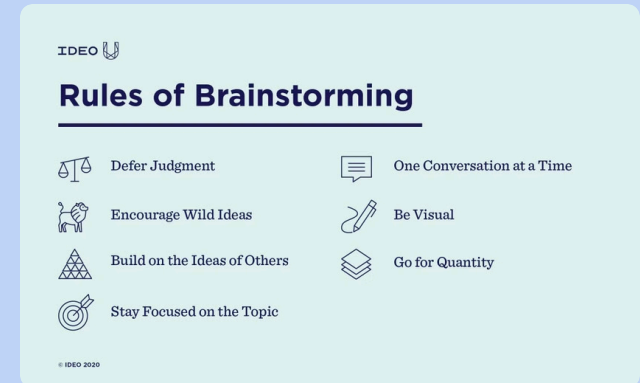 IDEO U
Rules of Brainstorming
Defer Judgment
Encourage Wild Ideas
Build on the Ideas of Others
Stay Focused on the Topic
One Conversation at a Time
Be Visual
Go for Quantity
© IDEO 2020